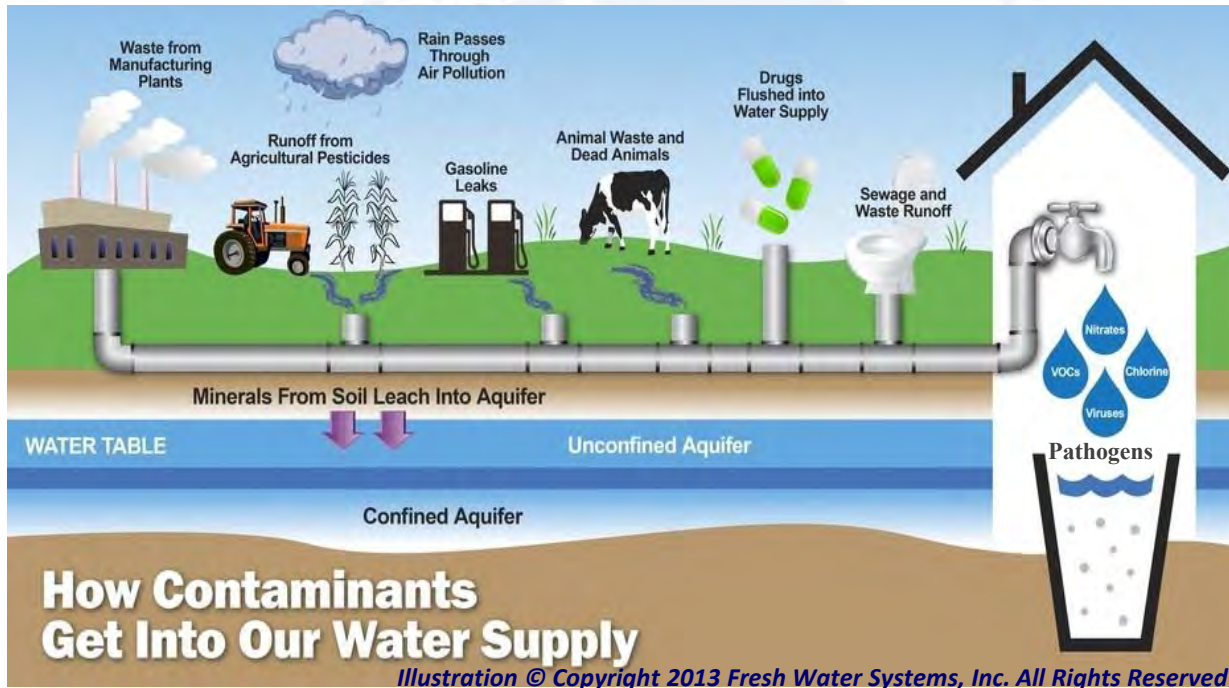 Waste from
Manufacturing
Plants
Rain Passes
Through
Air Pollution
Runoff from
Agricultural Pesticides
Gasoline
Leaks
Animal Waste and
Dead Animals
Drugs
Flushed into
Water Supply
Sewage and
Waste Runoff
Nitrates
VOCs
Chlorine
Viruses
Pathogens
Minerals From Soil Leach Into Aquifer
WATER TABLE
Unconfined Aquifer
Confined Aquifer
How Contaminants
Get Into Our Water Supply
Illustration © Copyright 2013 Fresh Water Systems, Inc. All Rights Reserved